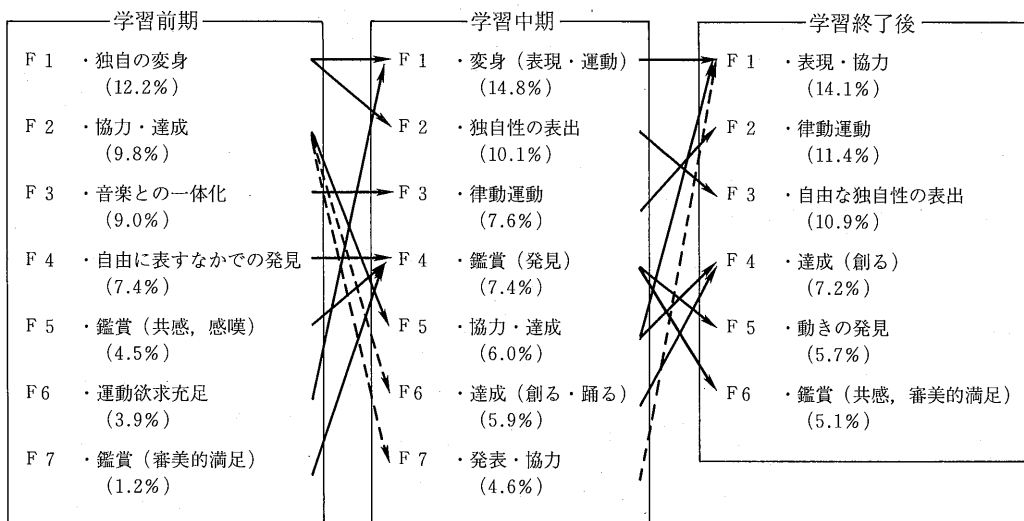 学習前期
F1 ・独自の変身
(12.2%)
F2 ・協力・達成
(9.8%)
F3 ・音楽との一体化
(9.0%)
F4 ・自由に表すなかでの発見
(7.4%)
F5 ・鑑賞(共感,感嘆)
(4.5%)
F6 ・運動欲求充足
(3.9%)
F7 ・鑑賞(審美的満足)
(1.2%)
学習中期
F1 ・変身(表現・運動)
(14.8%)
F2 ・独自性の表出
(10.1%)
F3 ・律動運動
(7.6%)
F4 ・鑑賞(発見)
(7.4%)
F5 ・協力・達成
(6.0%)
F6 ・達成(創る・踊る)
(5.9%)
F7 ・発表・協力
(4.6%)
学習終了後
F1 ・表現・協力
(14.1%)
F2 ・律動運動
(11.4%)
F3 ・自由な独自性の表出
(10.9%)
F4 ・達成(創る)
(7.2%)
F5 ・動きの発見
(5.7%)
F6 ・鑑賞(共感,審美的満足)
(5.1%)